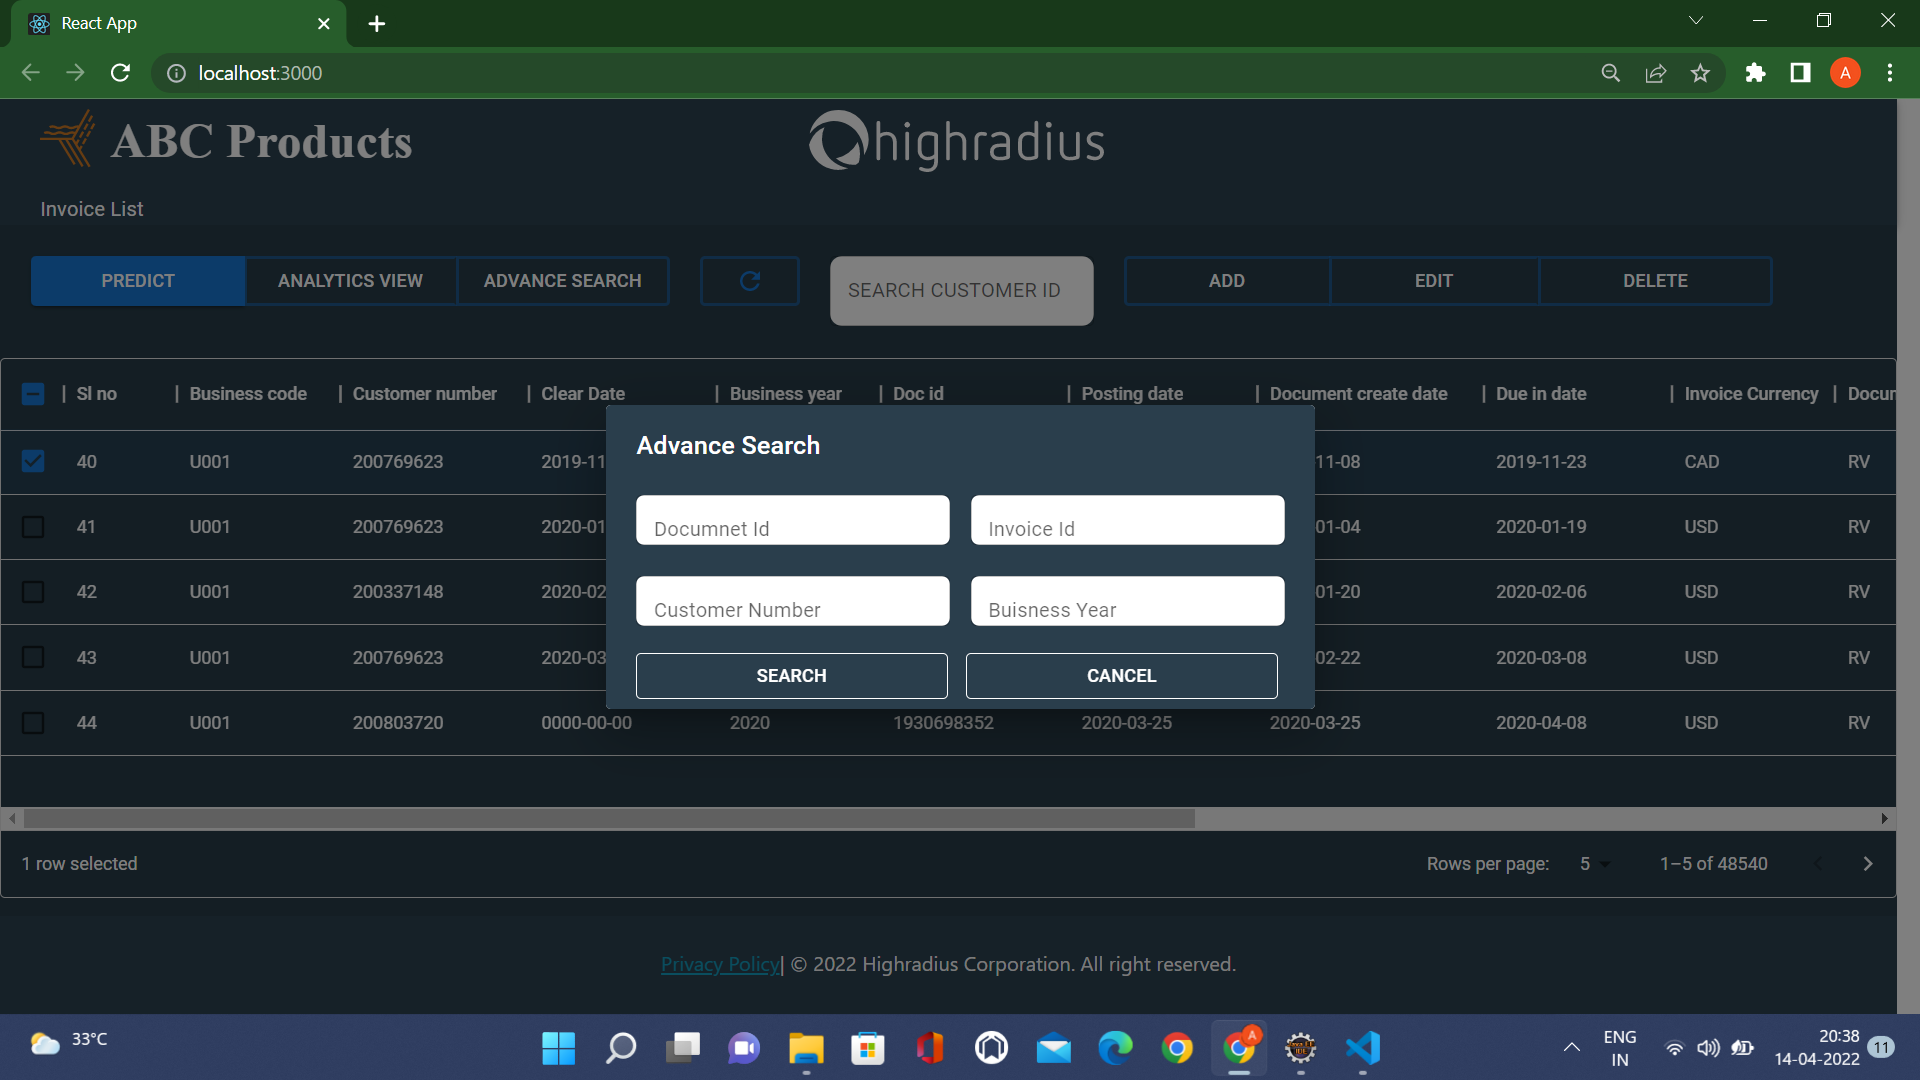 React App
localhost:3000
A
ABC Products
highradius
Invoice List
PREDICT ANALYTICS VIEW ADVANCE SEARCH SEARCH CUSTOMER ID ADD EDIT DELETE
Sl no Business code Customer number Clear Date Business year Doc id Posting date Document create date Due in date Invoice Currency Docur
40 U001 200769623 2019-11 11-08 2019-11-23 CAD RV
41 U001 200769623 2020-01 01-04 2020-01-19 USD RV
42 U001 200337148 2020-02 01-20 2020-02-06 USD RV
43 U001 200769623 2020-03 02-22 2020-03-08 USD RV
44 U001 200803720 0000-00-00 2020 1930698352 2020-03-25 2020-03-25 2020-04-08 USD RV
Advance Search
Documnet Id Invoice Id
Customer Number Buisness Year
SEARCH CANCEL
1 row selected Rows per page: 5 1–5 of 48540
Privacy Policy| © 2022 Highradius Corporation. All right reserved.
33°C
A
ENG
IN
20:38
14-04-2022
11